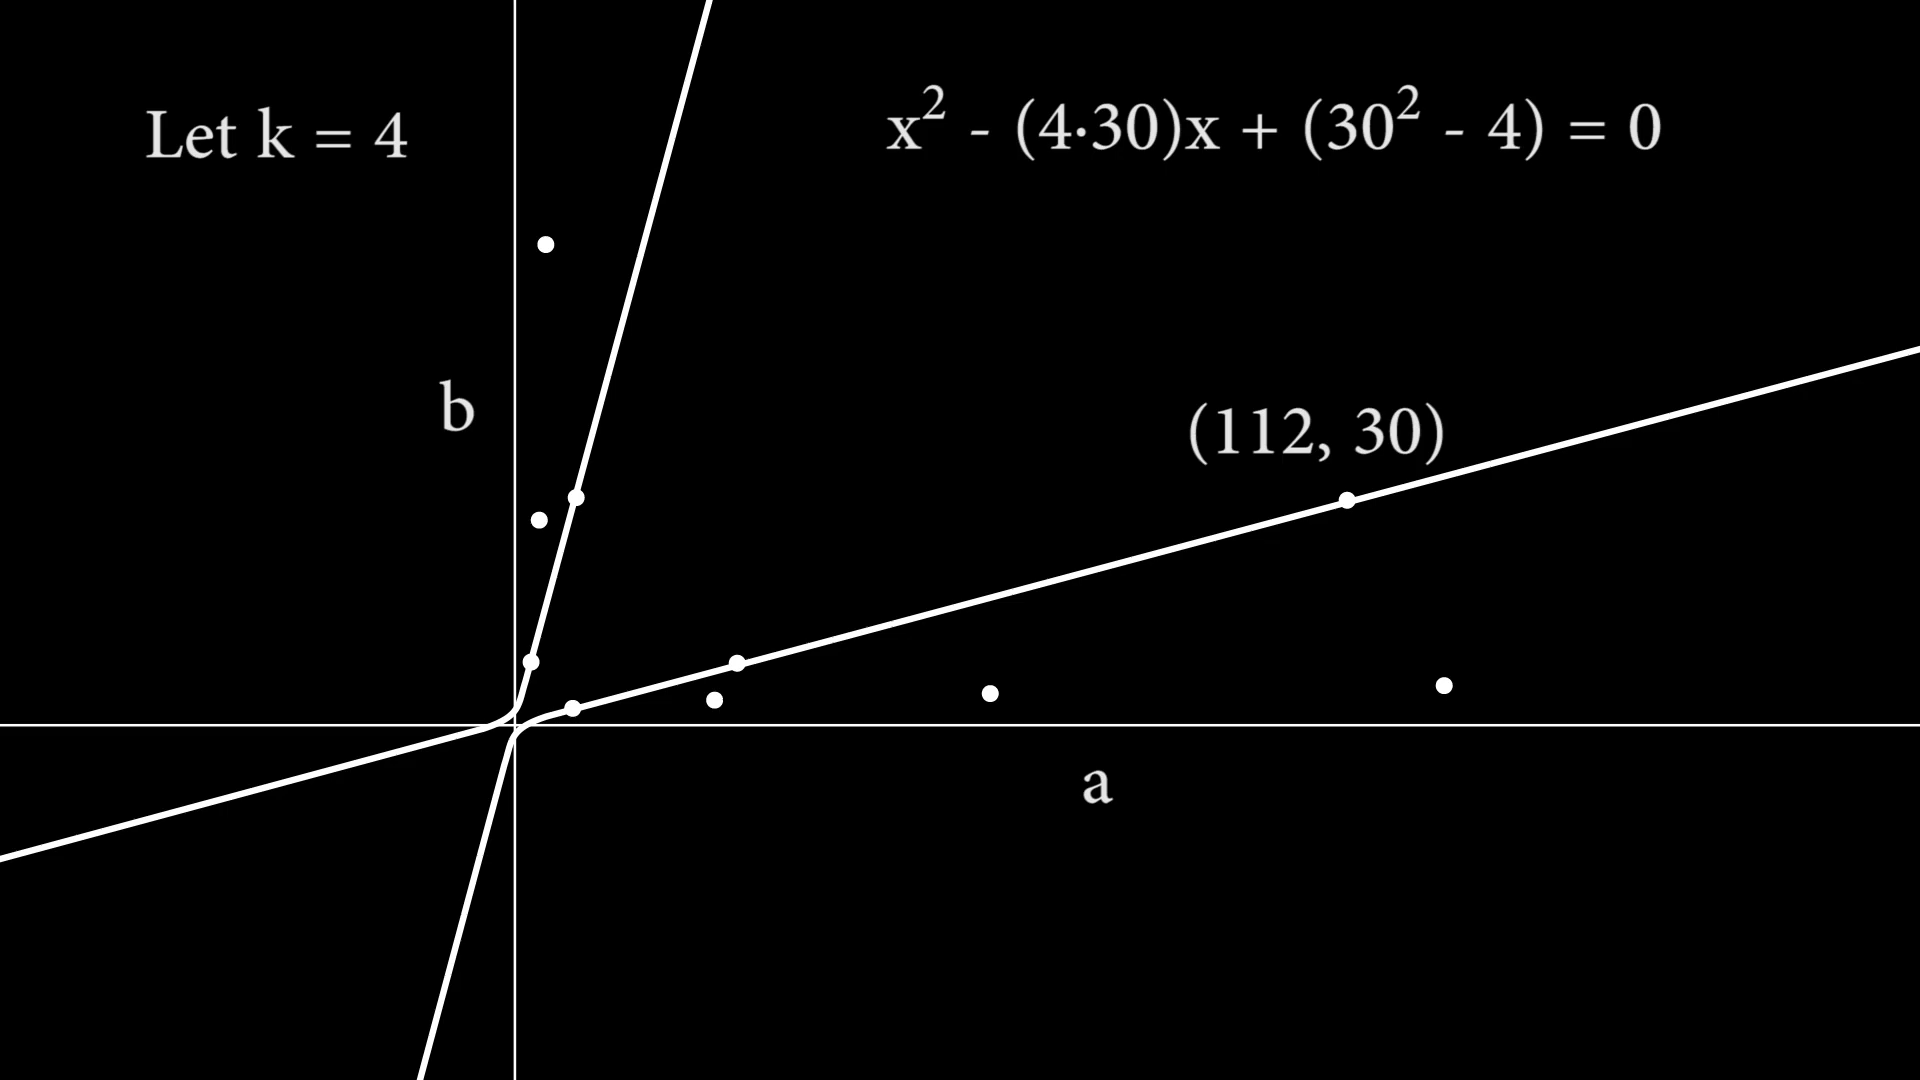 Let k = 4
x² - (4·30)x + (30² - 4) = 0
b
(112, 30)
a